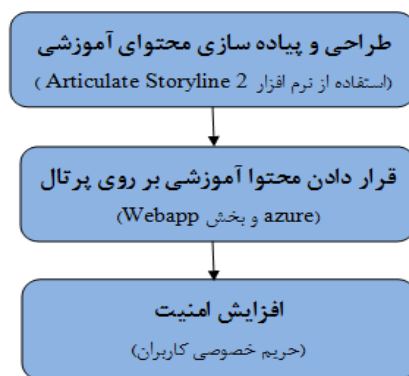 طراحی و پیاده سازی محتوای آموزشی
(استفاده از نرم افزار Articulate Storyline 2 )
قرار دادن محتوا آموزشی بر روی پرتال
(azure و بخش Webapp)
افزایش امنیت
(حریم خصوصی کاربران)